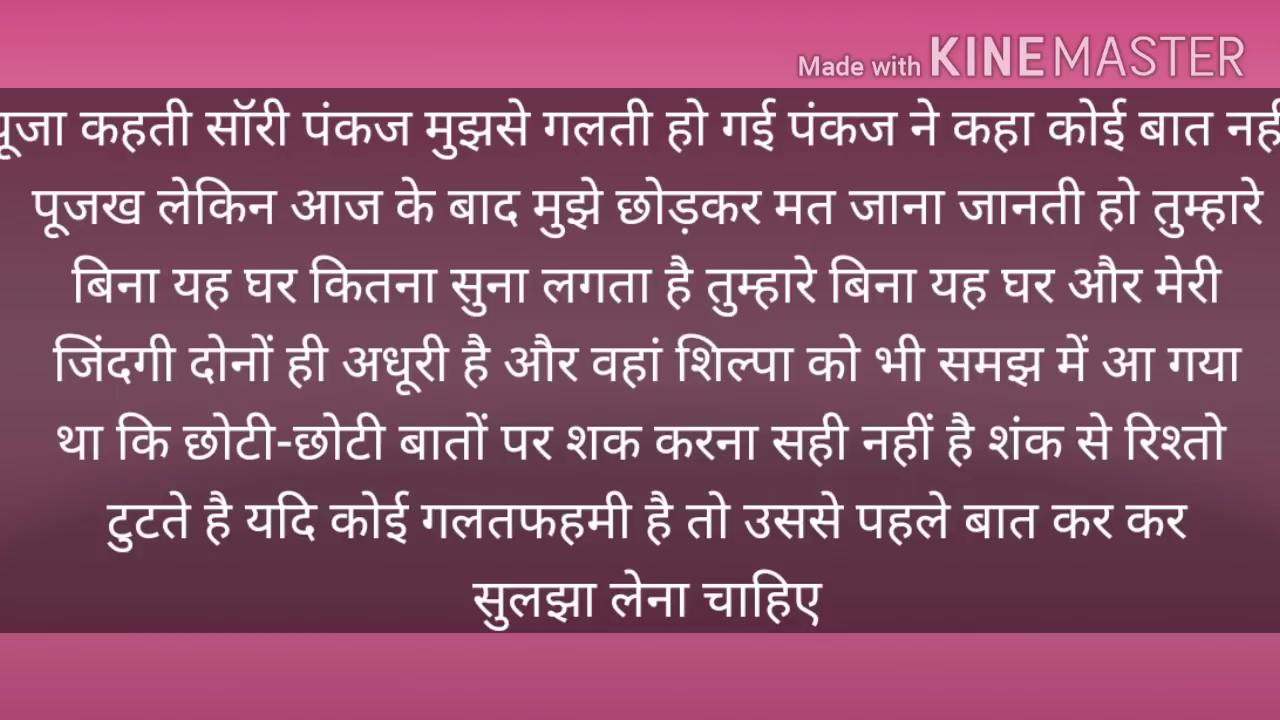 Made with KINEMASTER
पूजा कहती सॉरी पंकज मुझसे गलती हो गई पंकज ने कहा कोई बात नही
पूजख लेकिन आज के बाद मुझे छोड़कर मत जाना जानती हो तुम्हारे
बिना यह घर कितना सुना लगता है तुम्हारे बिना यह घर और मेरी
जिंदगी दोनों ही अधूरी है और वहां शिल्पा को भी समझ में आ गया
था कि छोटी-छोटी बातों पर शक करना सही नहीं है शंक से रिश्तो
टुटते है यदि कोई गलतफहमी है तो उससे पहले बात कर कर
सुलझा लेना चाहिए